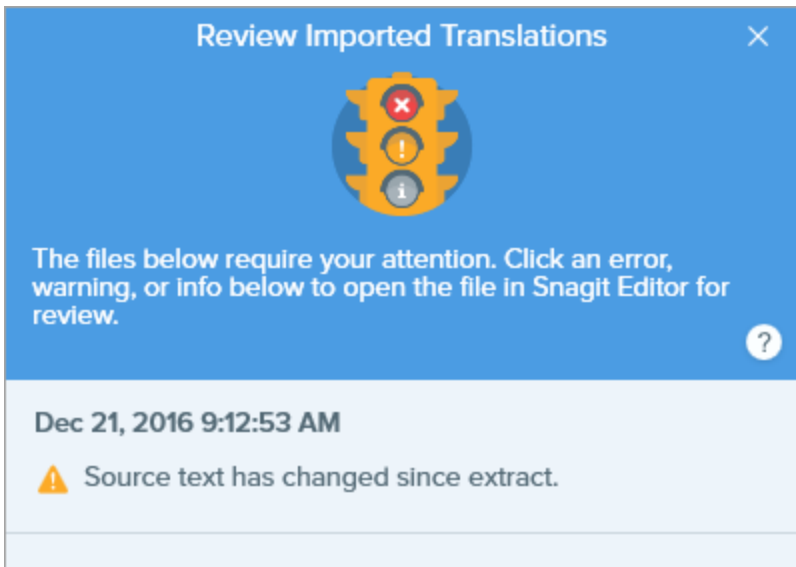 Review Imported Translations
The files below require your attention. Click an error,
warning, or info below to open the file in Snagit Editor for
review.
?
Dec 21, 2016 9:12:53 AM
Source text has changed since extract.